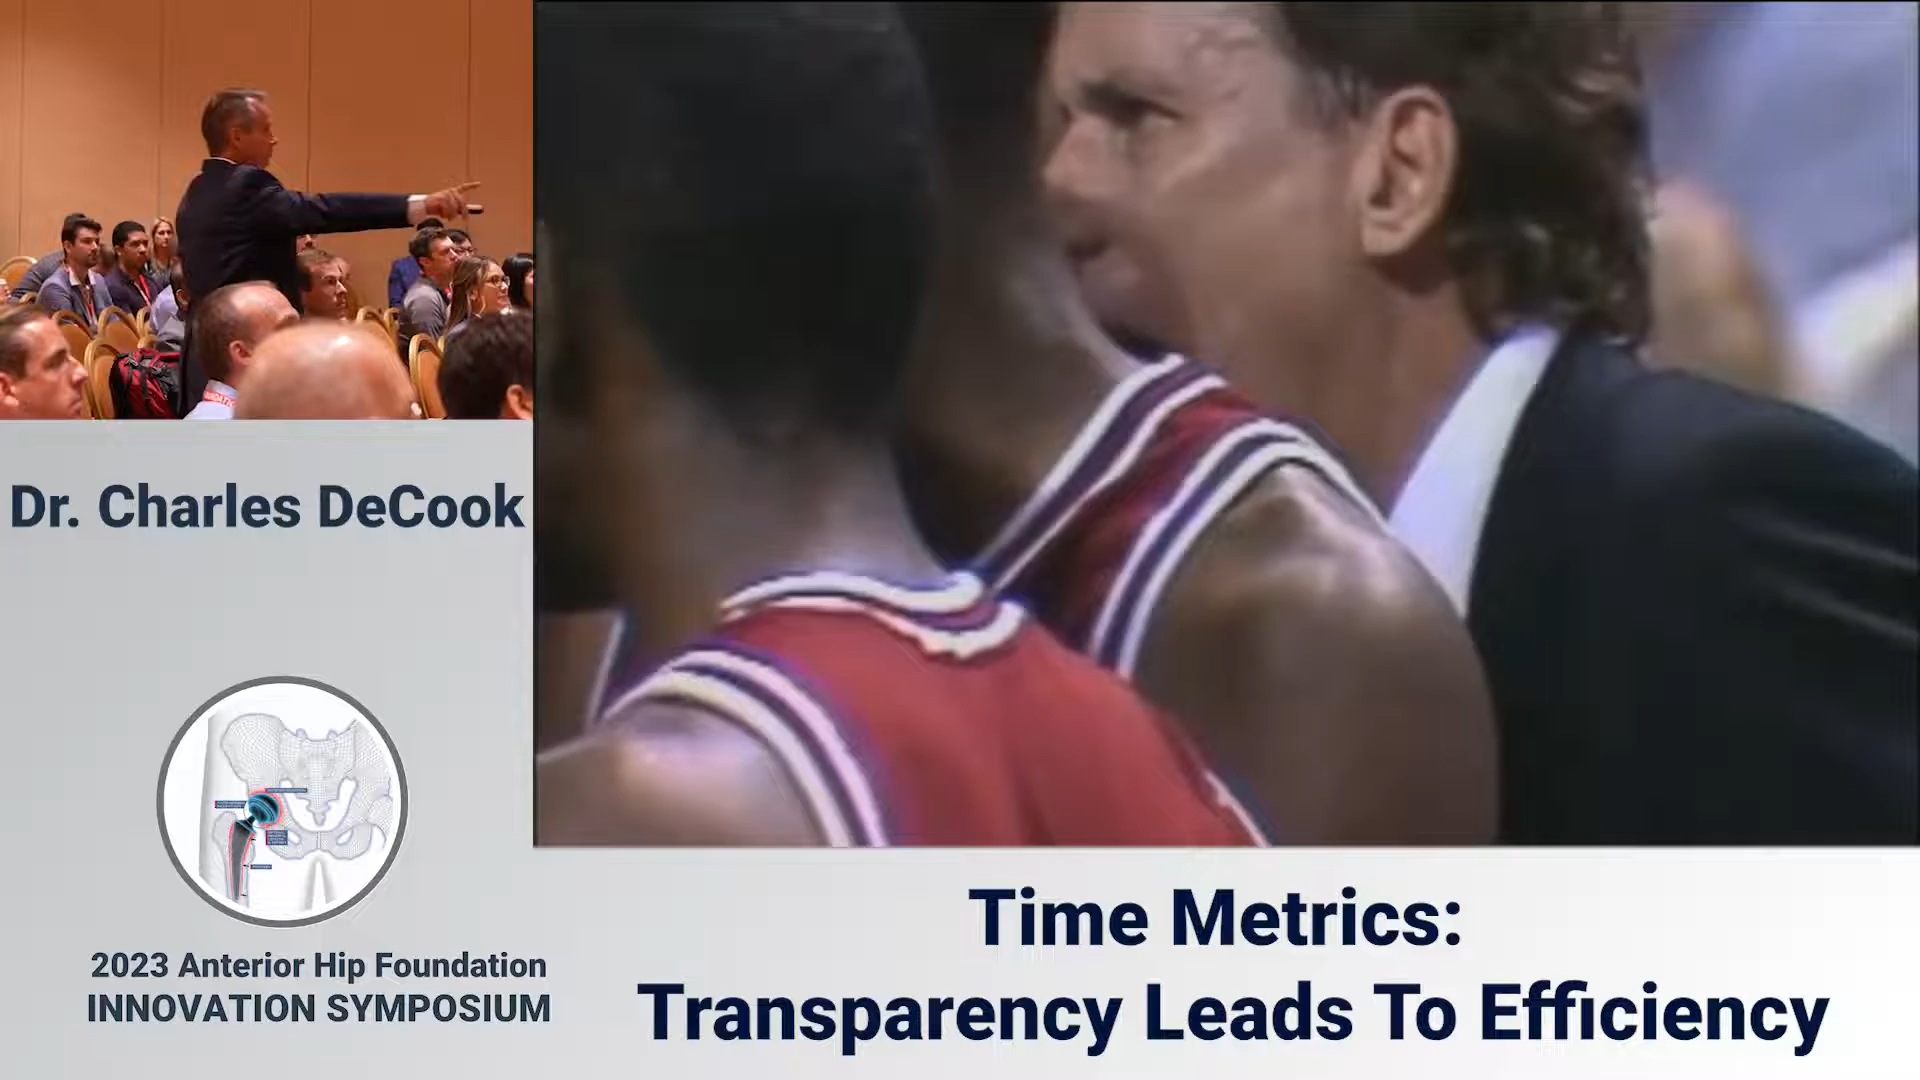 Dr. Charles DeCook
2023 Anterior Hip Foundation
INNOVATION SYMPOSIUM
Time Metrics:
Transparency Leads To Efficiency